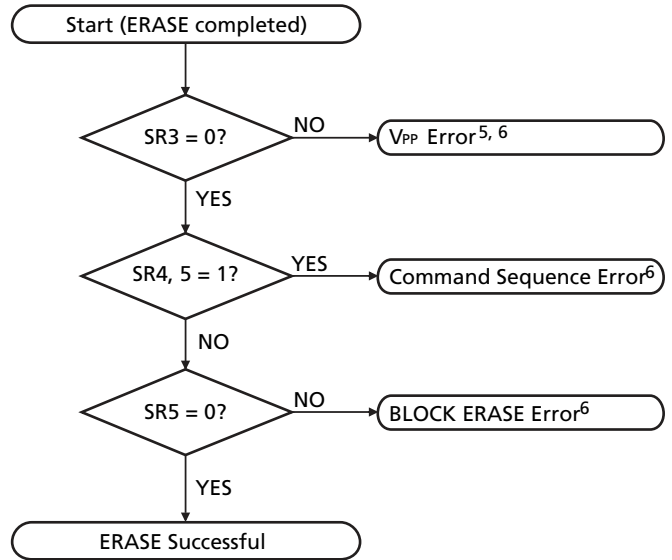 Start (ERASE completed)
SR3 = 0?
NO
VPP Error5, 6
YES
SR4, 5 = 1?
YES
Command Sequence Error6
NO
SR5 = 0?
NO
BLOCK ERASE Error6
YES
ERASE Successful